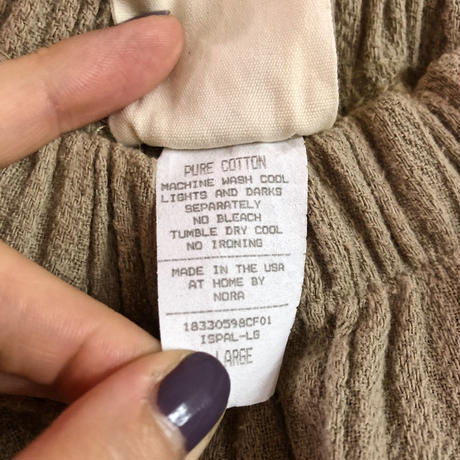 PURE COTTON
MACHINE WASH COOL
LIGHTS AND DARKS
SEPARATELY
NO BLEACH
TUMBLE DRY COOL
NO IRONING
MADE IN THE USA
AT HOME BY
NORA
18330598CF01
ISPAL-LG
LARGE